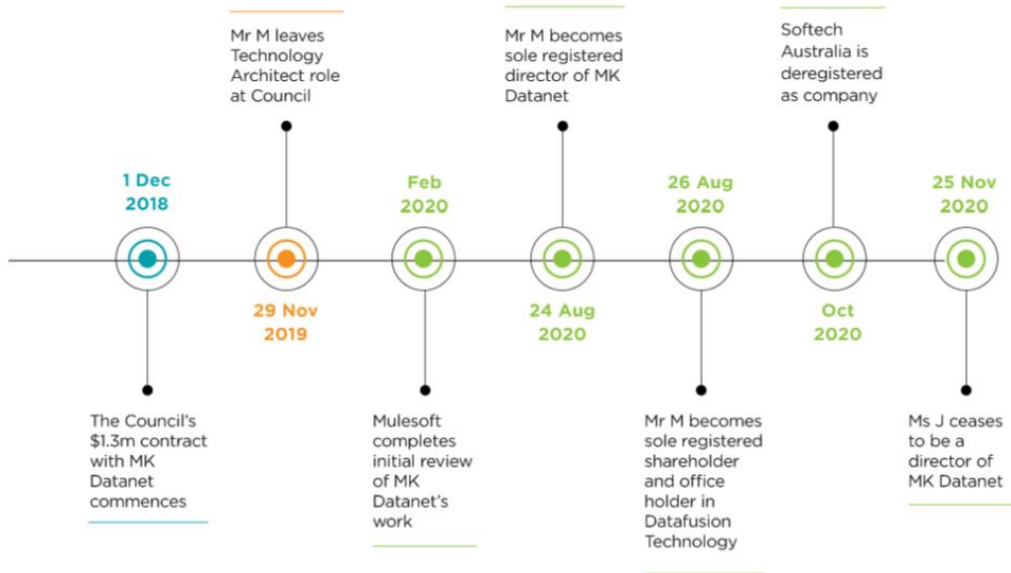 Mr M leaves
Technology
Architect role
at Council
Mr M becomes
sole registered
director of MK
Datanet
Softech
Australia is
deregistered
as company
1 Dec
2018
Feb
2020
26 Aug
2020
25 Nov
2020
29 Nov
2019
24 Aug
2020
Oct
2020
The Council's
$1.3m contract
with MK
Datanet
commences
Mulesoft
completes
initial review
of MK
Datanet's
work
Mr M becomes
sole registered
shareholder
and office
holder in
Datafusion
Technology
Ms J ceases
to be a
director of
MK Datanet